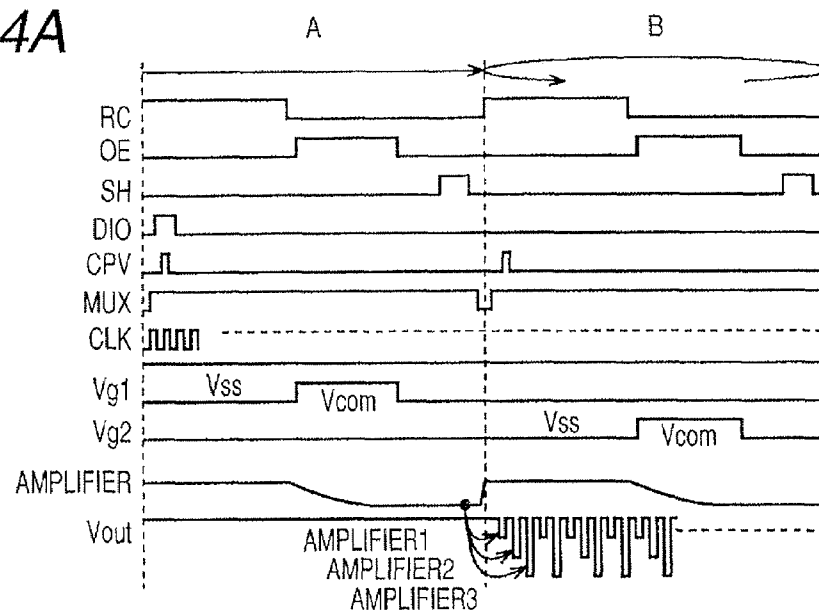 4A
A
B
RC
OE
SH
DIO
CPV
MUX
CLK
Vg1
Vss
Vcom
Vg2
Vss
Vcom
AMPLIFIER
Vout
AMPLIFIER1
AMPLIFIER2
AMPLIFIER3